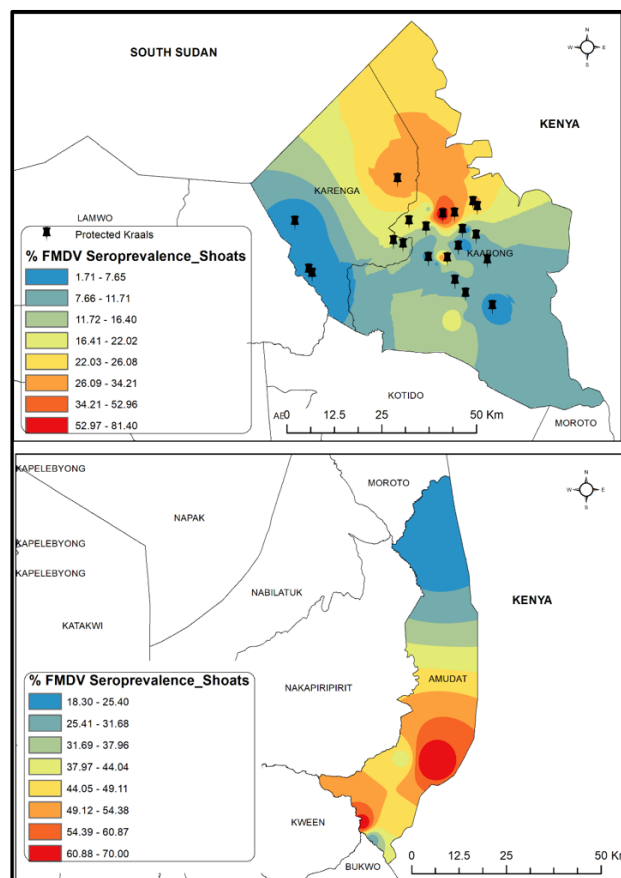 SOUTH SUDAN
N
W E
S
KENYA
KARENGA
LAMWO
Protected Kraals
KAABONG
% FMDV Seroprevalence_Shoats
1.71 - 7.65
7.66 - 11.71
11.72 - 16.40
16.41 - 22.02
22.03 - 26.08
26.09 - 34.21
34.21 - 52.96
52.97 - 81.40
KOTIDO
AB
MOROTO
0 12.5 25 50 Km
KAPELEBYONG
MOROTO
N
W E
S
NAPAK
KAPELEBYONG
KAPELEBYONG
NABILATUK
KENYA
KATAKWI
% FMDV Seroprevalence_Shoats
18.30 - 25.40
25.41 - 31.68
31.69 - 37.96
37.97 - 44.04
44.05 - 49.11
49.12 - 54.38
54.39 - 60.87
60.88 - 70.00
NAKAPIRIPIRIT
AMUDAT
KWEEN
BUKWO
0 12.5 25 50 Km